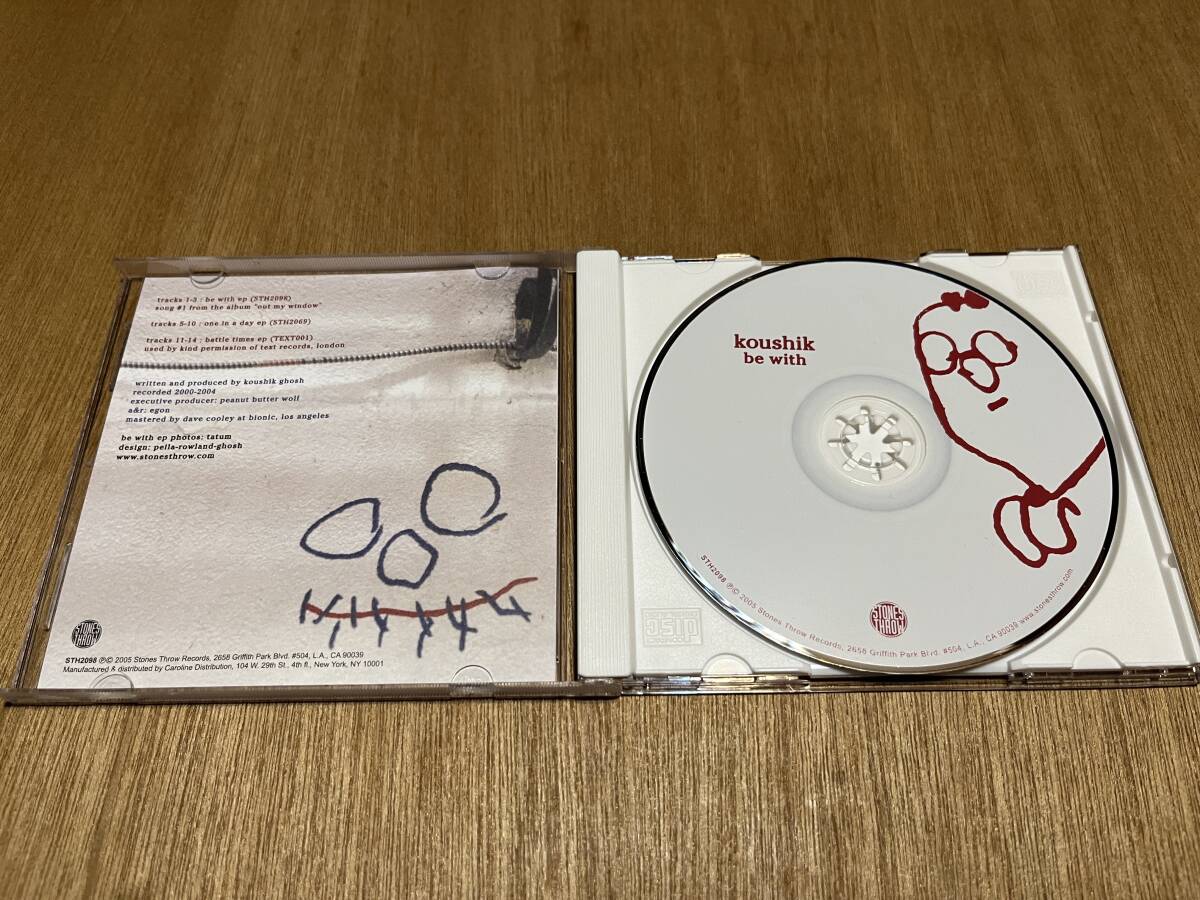 tracks 1-3 : be with ep (STH2098)
song #1 from the album "out my window"
tracks 5-10 : one in a day ep (STH2069)
tracks 11-14 : battle times ep (TEXT001)
used by kind permission of text records, london
written and produced by koushik ghosh
recorded 2000-2004
executive producer: peanut butter wolf
a&r: egon
mastered by dave cooley at bionic, los angeles
be with ep photos: tatum
design: pella-rowland-ghosh
www.stonesthrow.com
STONES
THROW
STH2098 ℗© 2005 Stones Throw Records, 2658 Griffith Park Blvd. #504, L.A., CA 90039
Manufactured & distributed by Caroline Distribution, 104 W. 29th St., 4th fl., New York, NY 10001
koushik
be with
STONES
THROW
STH2098 ℗© 2005 Stones Throw Records, 2658 Griffith Park Blvd. #504, L.A., CA 90039 www.stonesthrow.com